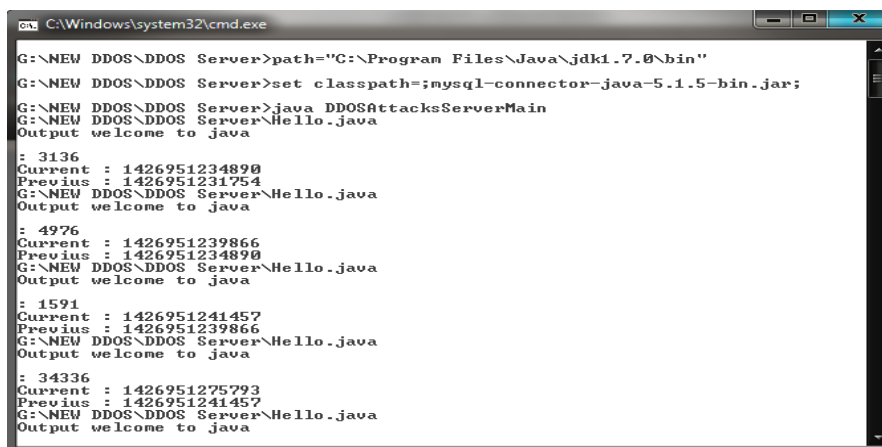 C:\Windows\system32\cmd.exe
G:\NEW DDOS\DDOS Server>path="C:\Program Files\Java\jdk1.7.0\bin"
G:\NEW DDOS\DDOS Server>set classpath=;mysql-connector-java-5.1.5-bin.jar;
G:\NEW DDOS\DDOS Server>java DDOSAttacksServerMain
G:\NEW DDOS\DDOS Server\Hello.java
Output welcome to java
: 3136
Current : 1426951234890
Previus : 1426951231754
G:\NEW DDOS\DDOS Server\Hello.java
Output welcome to java
: 4976
Current : 1426951239866
Previus : 1426951234890
G:\NEW DDOS\DDOS Server\Hello.java
Output welcome to java
: 1591
Current : 1426951241457
Previus : 1426951239866
G:\NEW DDOS\DDOS Server\Hello.java
Output welcome to java
: 34336
Current : 1426951275793
Previus : 1426951241457
G:\NEW DDOS\DDOS Server\Hello.java
Output welcome to java